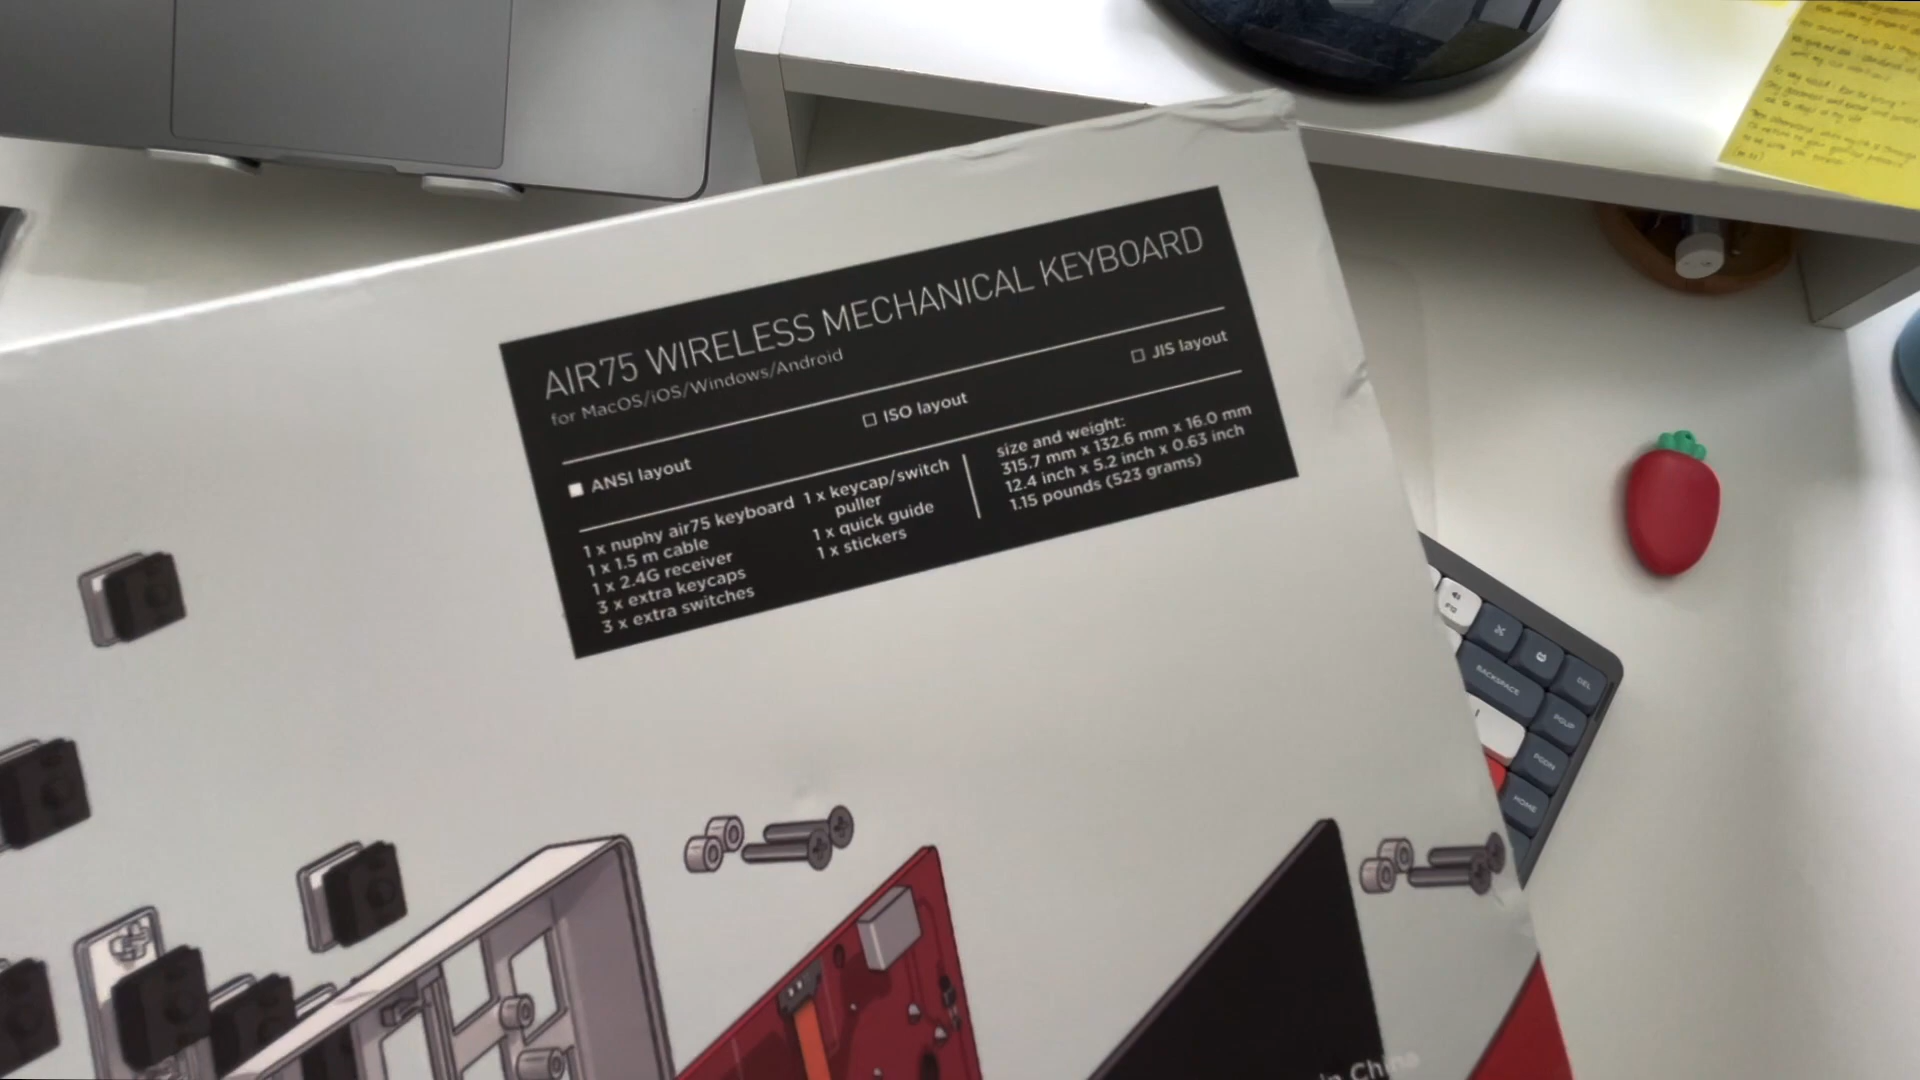 AIR75 WIRELESS MECHANICAL KEYBOARD
for MacOS/iOS/Windows/Android
ANSI layout
ISO layout
JIS layout
1 x nuphy air75 keyboard
1 x 1.5 m cable
1 x 2.4G receiver
3 x extra keycaps
3 x extra switches
1 x keycap/switch
puller
1 x quick guide
1 x stickers
size and weight:
315.7 mm x 132.6 mm x 16.0 mm
12.4 inch x 5.2 inch x 0.63 inch
1.15 pounds (523 grams)
F12
DEL
BACKSPACE
PGUP
PGDN
HOME
in China